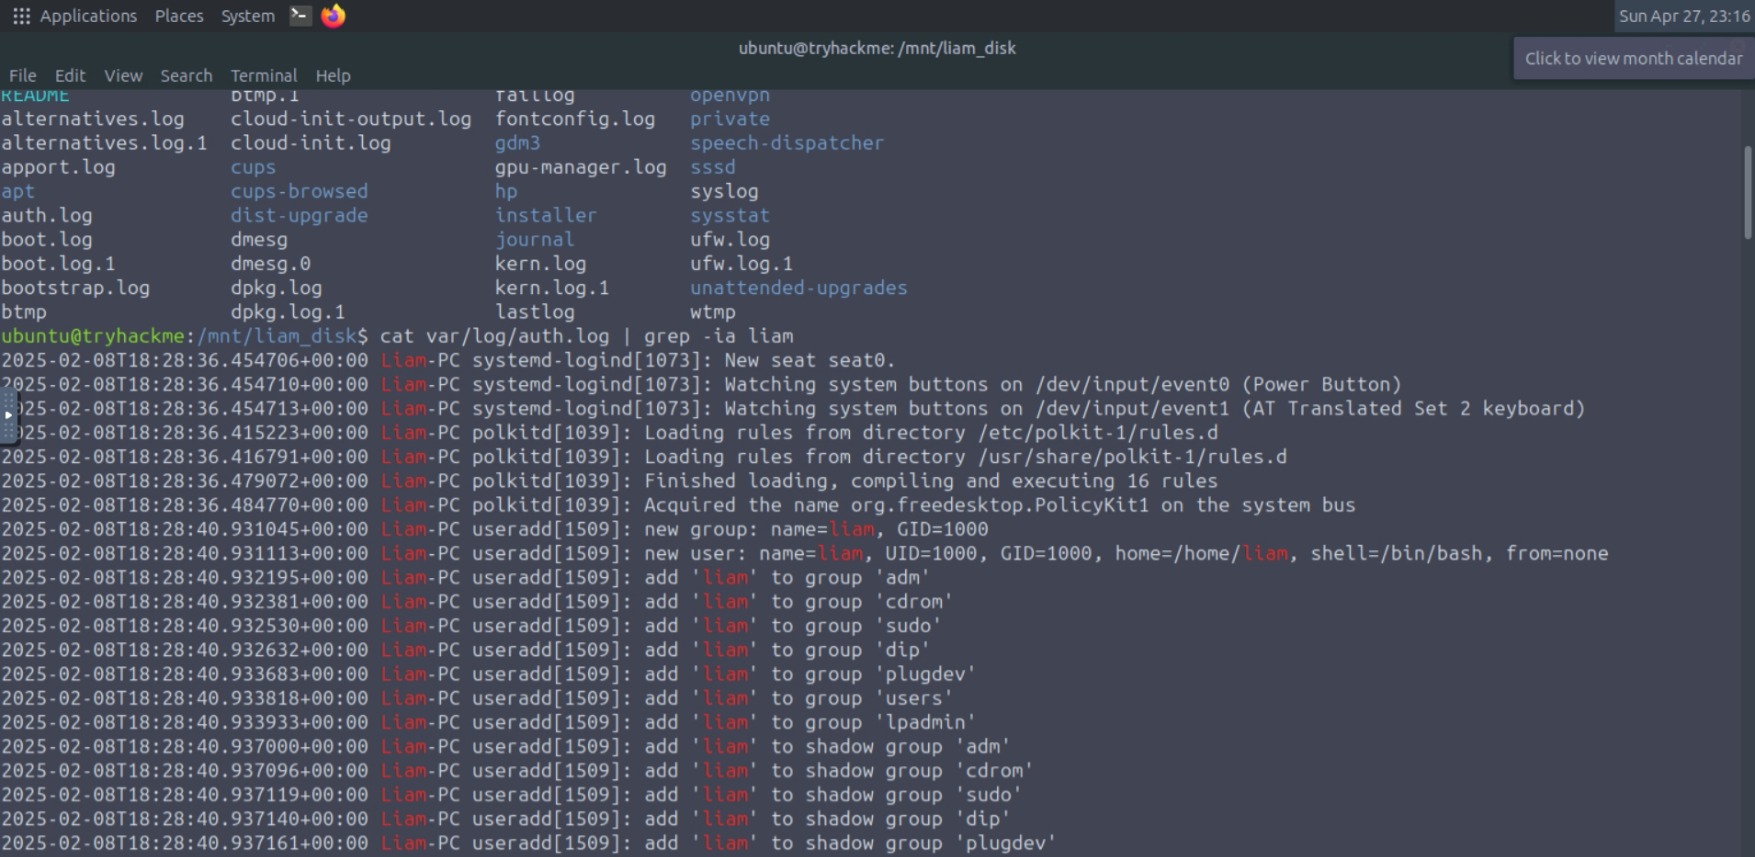 Applications Places System Sun Apr 27, 23:16
ubuntu@tryhackme: /mnt/liam_disk
Click to view month calendar
File Edit View Search Terminal Help
README btmp.1 faillog openvpn
alternatives.log cloud-init-output.log fontconfig.log private
alternatives.log.1 cloud-init.log gdm3 speech-dispatcher
apport.log cups gpu-manager.log sssd
apt cups-browsed hp syslog
auth.log dist-upgrade installer sysstat
boot.log dmesg journal ufw.log
boot.log.1 dmesg.0 kern.log ufw.log.1
bootstrap.log dpkg.log kern.log.1 unattended-upgrades
btmp dpkg.log.1 lastlog wtmp
ubuntu@tryhackme:/mnt/liam_disk$ cat var/log/auth.log | grep -ia liam
2025-02-08T18:28:36.454706+00:00 Liam-PC systemd-logind[1073]: New seat seat0.
2025-02-08T18:28:36.454710+00:00 Liam-PC systemd-logind[1073]: Watching system buttons on /dev/input/event0 (Power Button)
025-02-08T18:28:36.454713+00:00 Liam-PC systemd-logind[1073]: Watching system buttons on /dev/input/event1 (AT Translated Set 2 keyboard)
025-02-08T18:28:36.415223+00:00 Liam-PC polkitd[1039]: Loading rules from directory /etc/polkit-1/rules.d
2025-02-08T18:28:36.416791+00:00 Liam-PC polkitd[1039]: Loading rules from directory /usr/share/polkit-1/rules.d
2025-02-08T18:28:36.479072+00:00 Liam-PC polkitd[1039]: Finished loading, compiling and executing 16 rules
2025-02-08T18:28:36.484770+00:00 Liam-PC polkitd[1039]: Acquired the name org.freedesktop.PolicyKit1 on the system bus
2025-02-08T18:28:40.931045+00:00 Liam-PC useradd[1509]: new group: name=liam, GID=1000
2025-02-08T18:28:40.931113+00:00 Liam-PC useradd[1509]: new user: name=liam, UID=1000, GID=1000, home=/home/liam, shell=/bin/bash, from=none
2025-02-08T18:28:40.932195+00:00 Liam-PC useradd[1509]: add 'liam' to group 'adm'
2025-02-08T18:28:40.932381+00:00 Liam-PC useradd[1509]: add 'liam' to group 'cdrom'
2025-02-08T18:28:40.932530+00:00 Liam-PC useradd[1509]: add 'liam' to group 'sudo'
2025-02-08T18:28:40.932632+00:00 Liam-PC useradd[1509]: add 'liam' to group 'dip'
2025-02-08T18:28:40.933683+00:00 Liam-PC useradd[1509]: add 'liam' to group 'plugdev'
2025-02-08T18:28:40.933818+00:00 Liam-PC useradd[1509]: add 'liam' to group 'users'
2025-02-08T18:28:40.933933+00:00 Liam-PC useradd[1509]: add 'liam' to group 'lpadmin'
2025-02-08T18:28:40.937000+00:00 Liam-PC useradd[1509]: add 'liam' to shadow group 'adm'
2025-02-08T18:28:40.937096+00:00 Liam-PC useradd[1509]: add 'liam' to shadow group 'cdrom'
2025-02-08T18:28:40.937119+00:00 Liam-PC useradd[1509]: add 'liam' to shadow group 'sudo'
2025-02-08T18:28:40.937140+00:00 Liam-PC useradd[1509]: add 'liam' to shadow group 'dip'
2025-02-08T18:28:40.937161+00:00 Liam-PC useradd[1509]: add 'liam' to shadow group 'plugdev'